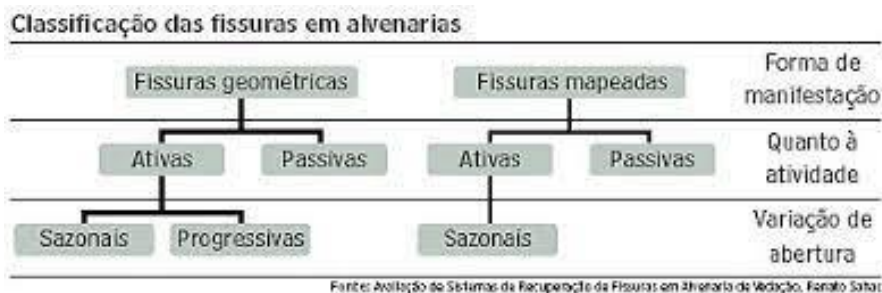 Classificação das fissuras em alvenarias
Fissuras geométricas Fissuras mapeadas Forma de
manifestação
Ativas Passivas Ativas Passivas Quanto à
atividade
Sazonais Progressivas Sazonais Variação de
abertura
Fonte: Avaliação de Sistemas de Recuperação de Fissuras em Alvenaria de Vedação, Renato